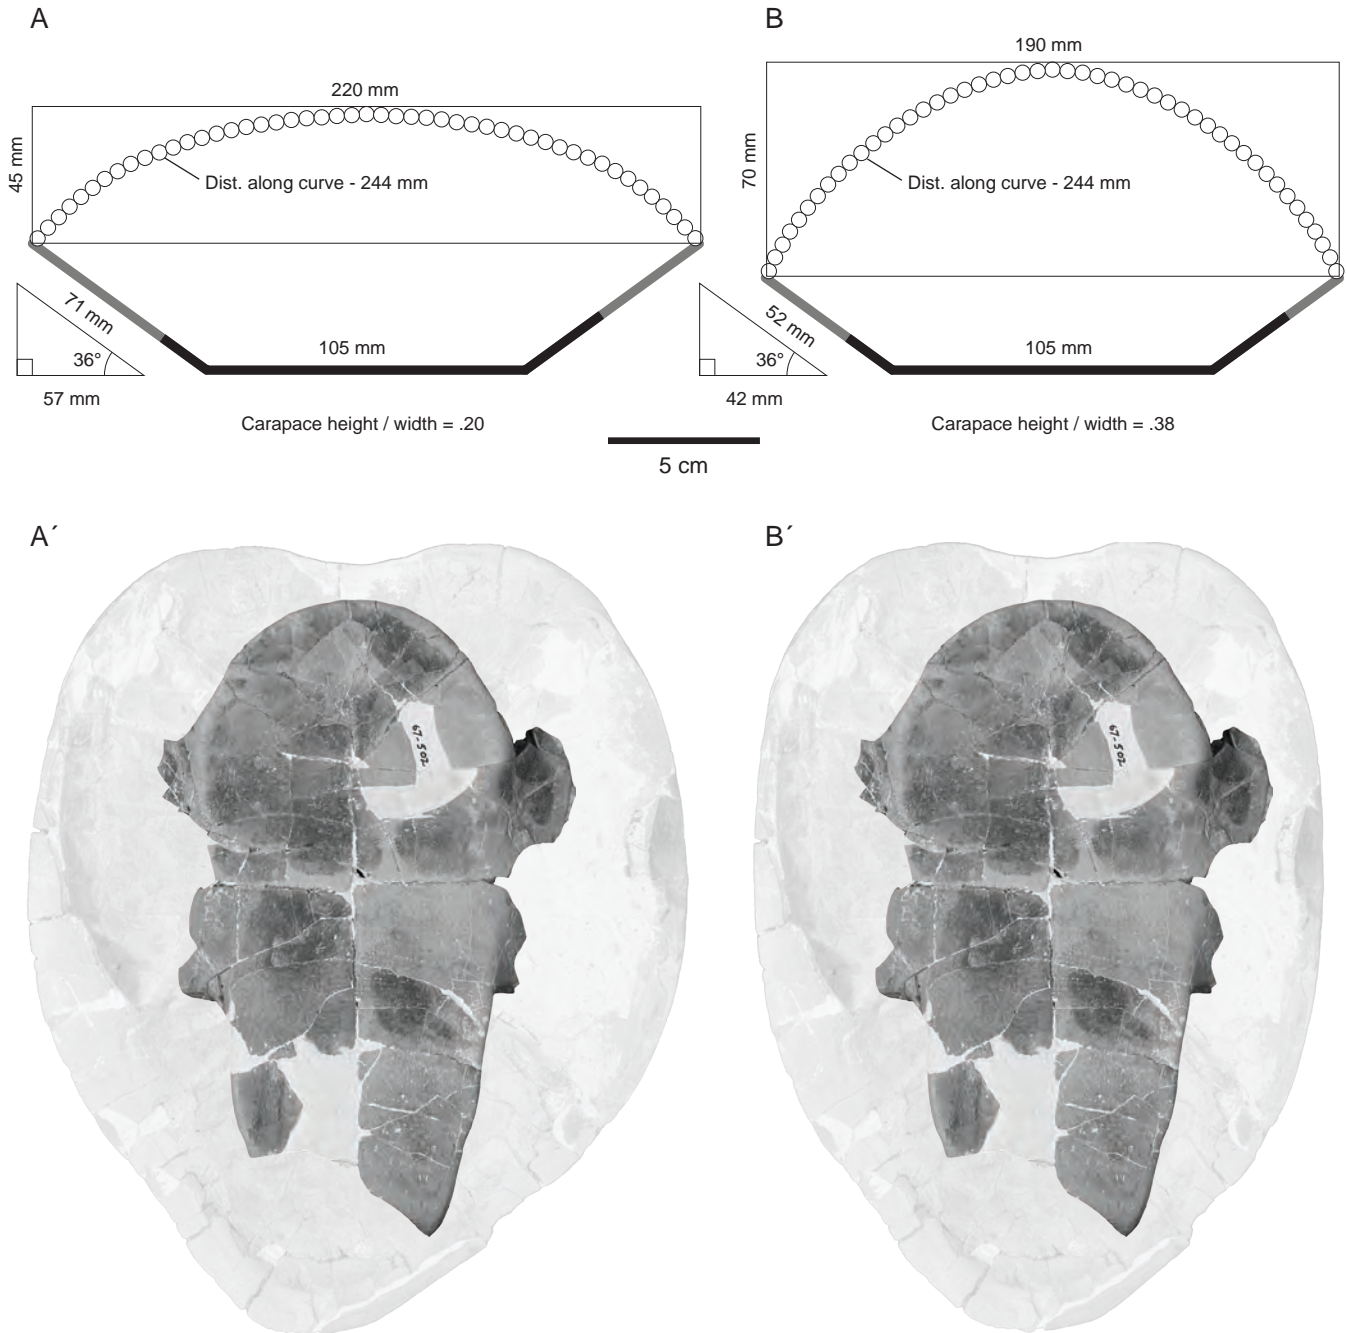 A
220 mm
45 mm
Dist. along curve - 244 mm
71 mm
36°
57 mm
105 mm
Carapace height / width = .20
B
190 mm
70 mm
Dist. along curve - 244 mm
52 mm
36°
42 mm
105 mm
Carapace height / width = .38
5 cm
A´
67-502
B´
67-502